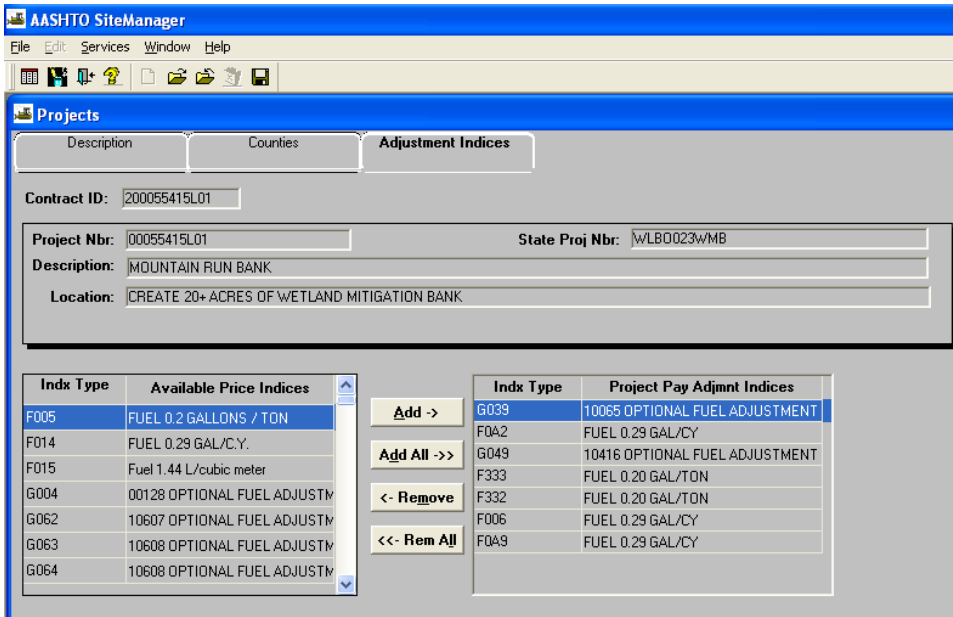 AASHTO SiteManager
File Edit Services Window Help
Projects
Description Counties Adjustment Indices
Contract ID: 200055415L01
Project Nbr: 00055415L01 State Proj Nbr: WLBO023WMB
Description: MOUNTAIN RUN BANK
Location: CREATE 20+ ACRES OF WETLAND MITIGATION BANK
Indx Type Available Price Indices
F005 FUEL 0.2 GALLONS / TON
F014 FUEL 0.29 GAL/C.Y.
F015 Fuel 1.44 L/cubic meter
G004 00128 OPTIONAL FUEL ADJUSTM
G062 10607 OPTIONAL FUEL ADJUSTM
G063 10608 OPTIONAL FUEL ADJUSTM
G064 10608 OPTIONAL FUEL ADJUSTM
Add ->
Add All ->>
<- Remove
<<- Rem All
Indx Type Project Pay Adjmnt Indices
G039 10065 OPTIONAL FUEL ADJUSTMENT
F0A2 FUEL 0.29 GAL/CY
G049 10416 OPTIONAL FUEL ADJUSTMENT
F333 FUEL 0.20 GAL/TON
F332 FUEL 0.20 GAL/TON
F006 FUEL 0.29 GAL/CY
F0A9 FUEL 0.29 GAL/CY